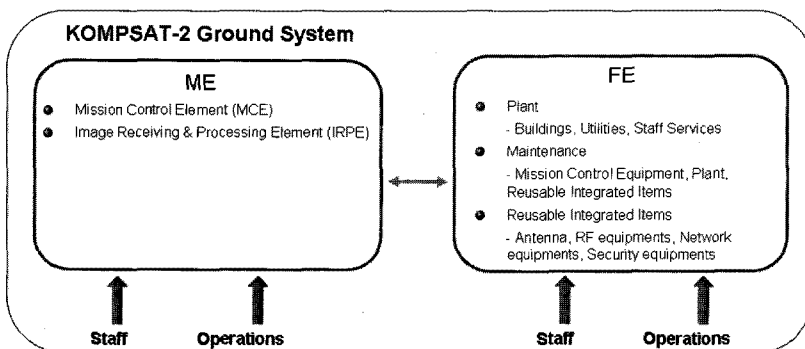 KOMPSAT-2 Ground System
ME
Mission Control Element (MCE)
Image Receiving & Processing Element (IRPE)
FE
Plant
- Buildings, Utilities, Staff Services
Maintenance
- Mission Control Equipment, Plant,
Reusable Integrated Items
Reusable Integrated Items
- Antenna, RF equipments, Network
equipments, Security equipments
Staff
Operations
Staff
Operations